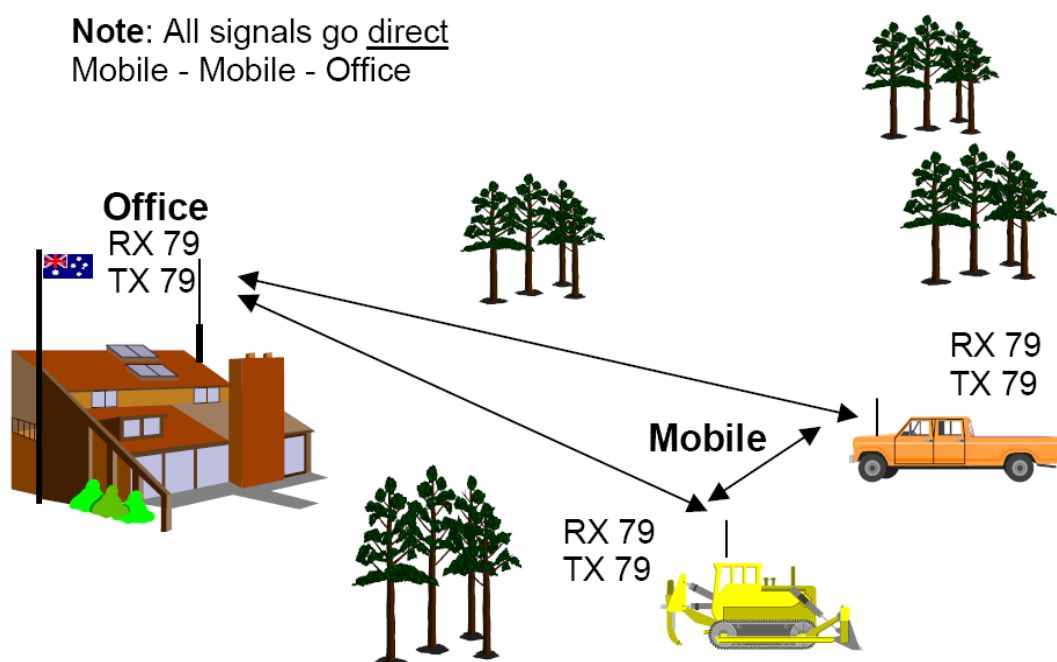 Note: All signals go direct
Mobile - Mobile - Office
Office
RX 79
TX 79
RX 79
TX 79
Mobile
RX 79
TX 79